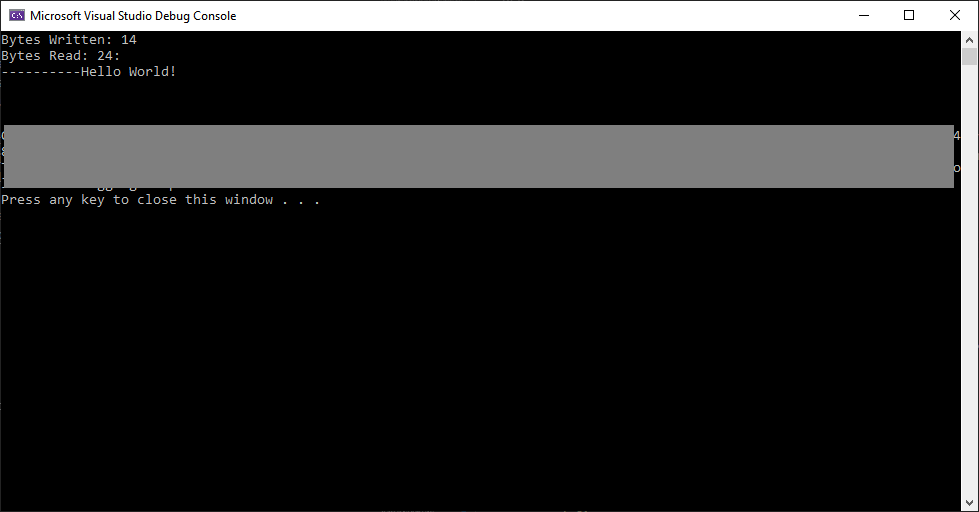 Microsoft Visual Studio Debug Console
Bytes Written: 14
Bytes Read: 24:
----------Hello World!
Press any key to close this window . . .